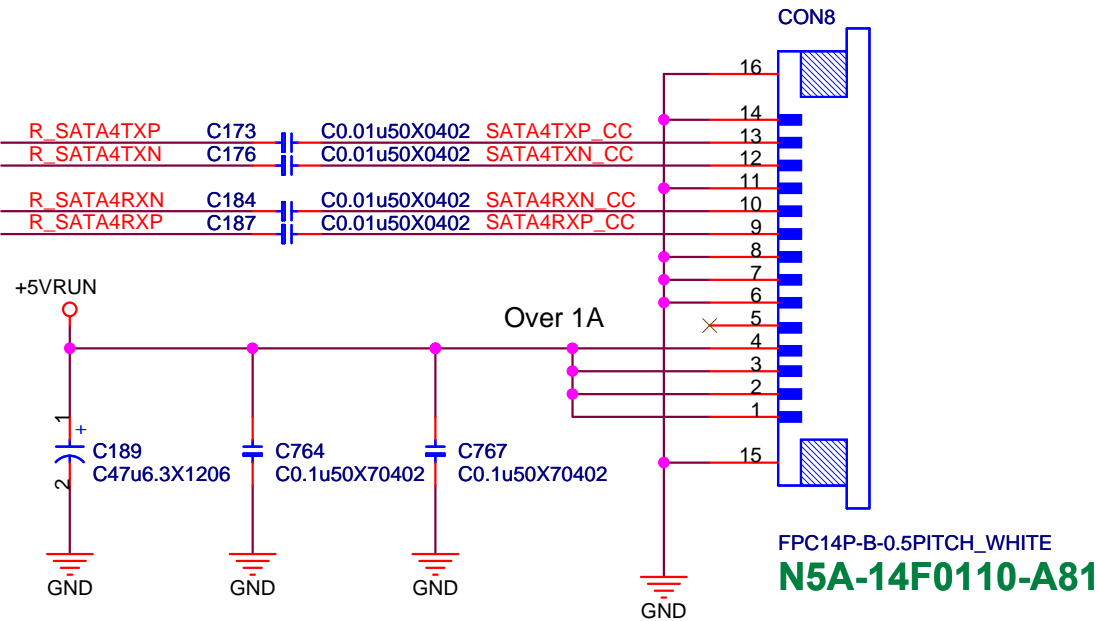 CON8
16
14
R_SATA4TXP C173 C0.01u50X0402 SATA4TXP_CC 13
R_SATA4TXN C176 C0.01u50X0402 SATA4TXN_CC 12
11
R_SATA4RXN C184 C0.01u50X0402 SATA4RXN_CC 10
R_SATA4RXP C187 C0.01u50X0402 SATA4RXP_CC 9
8
7
6
+5VRUN
5
Over 1A
4
3
2
1
1
+
C189 C764 C767
15
C47u6.3X1206 C0.1u50X70402 C0.1u50X70402
2
FPC14P-B-0.5PITCH_WHITE
N5A-14F0110-A81
GND GND GND
GND